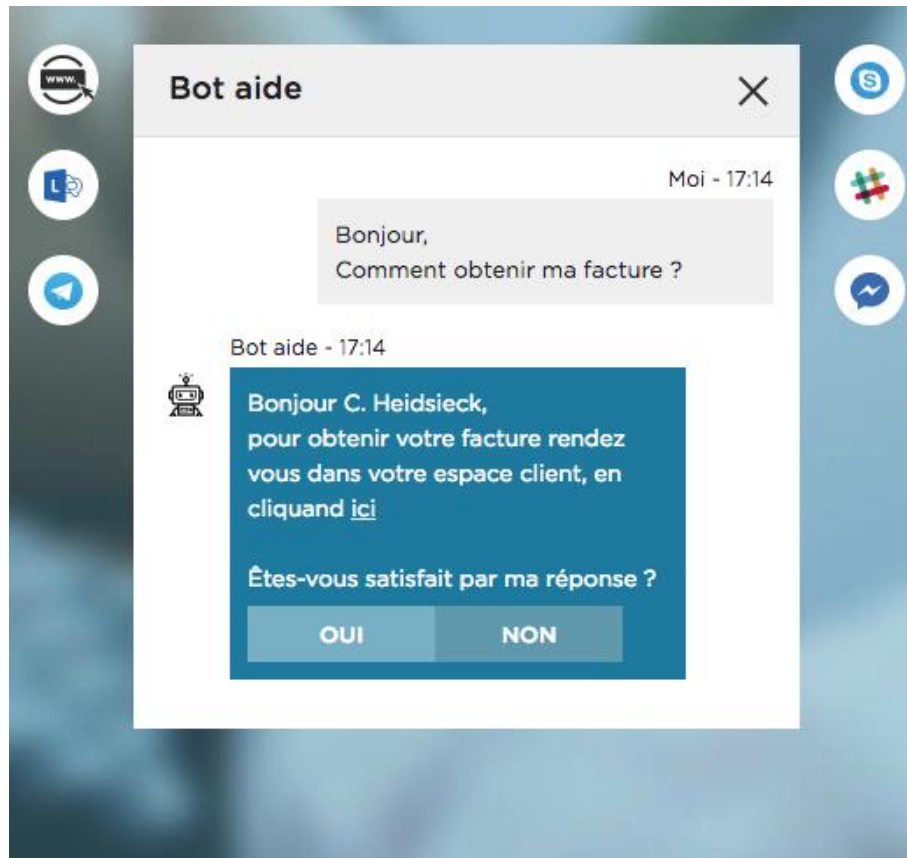 www.
Bot aide
Moi - 17:14
Bonjour,
Comment obtenir ma facture ?
Bot aide - 17:14
Bonjour C. Heidsieck,
pour obtenir votre facture rendez
vous dans votre espace client, en
cliquand ici
Êtes-vous satisfait par ma réponse ?
OUI NON
L
S